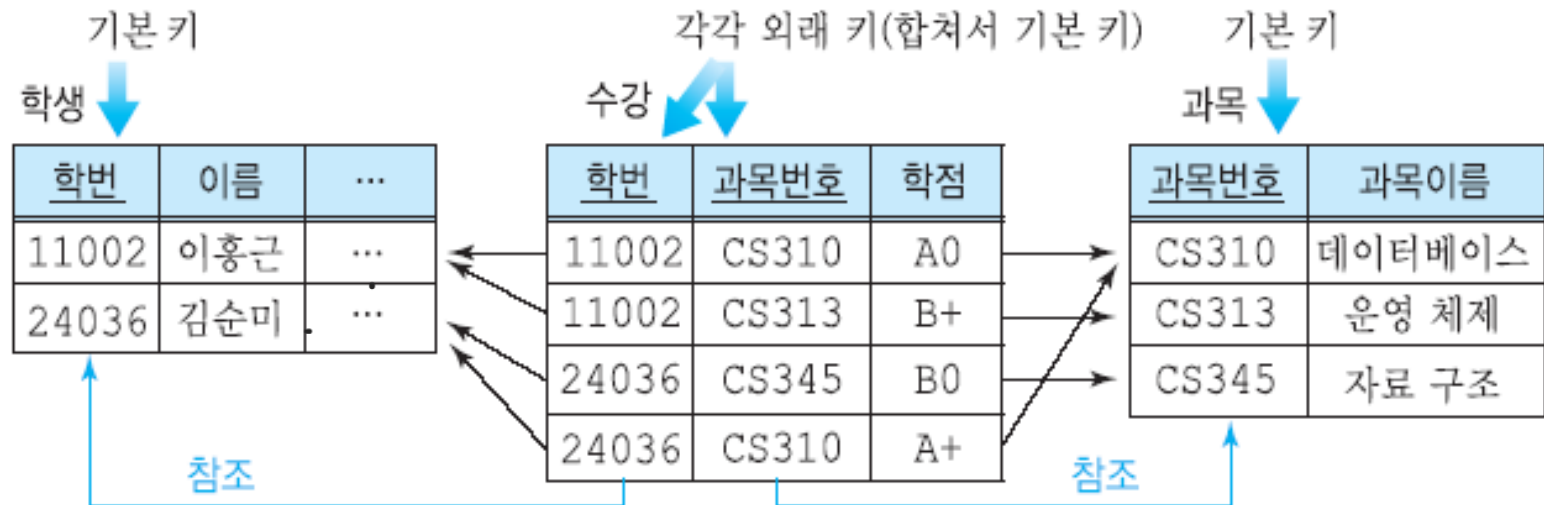 기본 키
각각 외래 키(합쳐서 기본 키)
기본 키
학생
수강
과목
학번 이름 …
11002 이홍근 …
24036 김순미 …
학번 과목번호 학점
11002 CS310 A0
11002 CS313 B+
24036 CS345 B0
24036 CS310 A+
과목번호 과목이름
CS310 데이터베이스
CS313 운영 체제
CS345 자료 구조
참조
참조